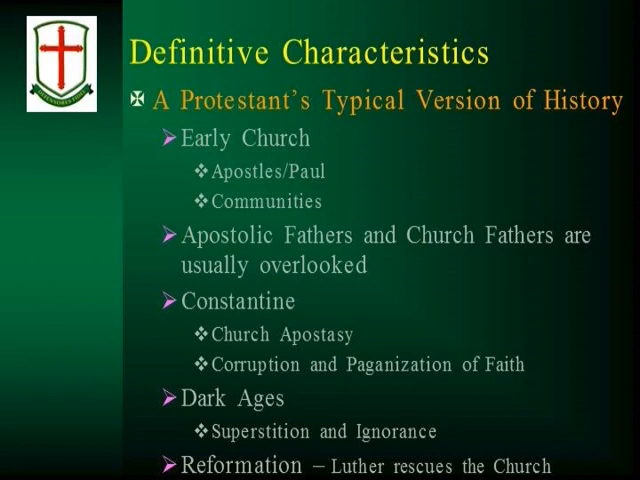 Definitive Characteristics
A Protestant's Typical Version of History
Early Church
Apostles/Paul
Communities
Apostolic Fathers and Church Fathers are
usually overlooked
Constantine
Church Apostasy
Corruption and Paganization of Faith
Dark Ages
Superstition and Ignorance
Reformation – Luther rescues the Church